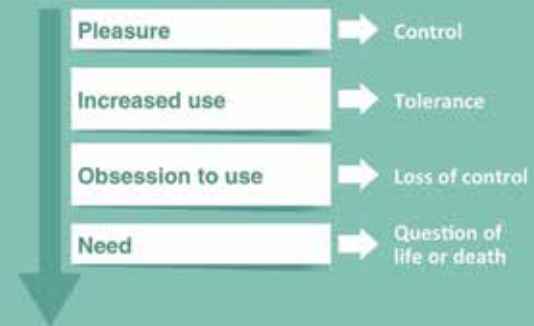 Pleasure
Control
Increased use
Tolerance
Obsession to use
Loss of control
Need
Question of
life or death